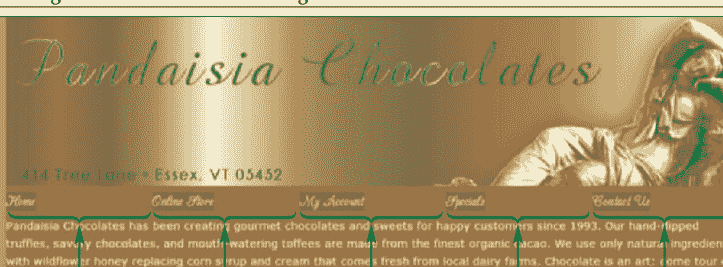 Pandaisia Chocolates
414 Tree Lane • Essex, VT 05452
Home Online Store My Account Specials Contact Us
Pandaisia Chocolates has been creating gourmet chocolates and sweets for happy customers since 1993. Our hand-dipped
truffles, savory chocolates, and mouth-watering toffees are made from the finest organic cacao. We use only natural ingredien
with wildflower honey replacing corn syrup and cream that comes fresh from local dairy farms. Chocolate is an art: come tour